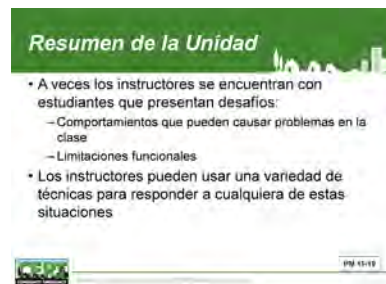 Resumen de la Unidad
• A veces los instructores se encuentran con
estudiantes que presentan desafíos:
–Comportamientos que pueden causar problemas en la
clase
–Limitaciones funcionales
• Los instructores pueden usar una variedad de
técnicas para responder a cualquiera de estas
situaciones
CERT